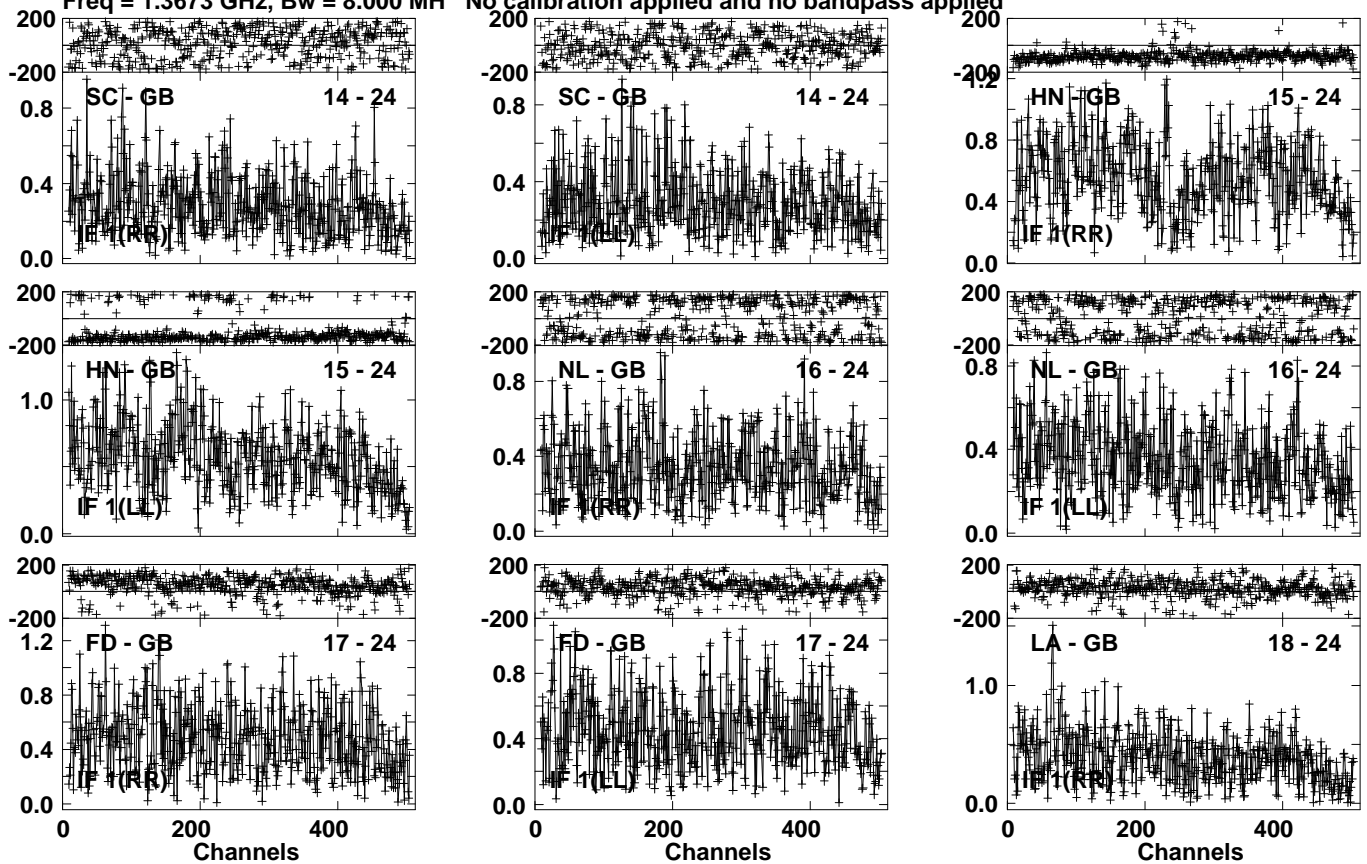 Freq = 1.3673 GHz, Bw = 8.000 MH No calibration applied and no bandpass applied
200 200 200
-200 -200 -200
SC - GB 14 - 24 SC - GB 14 - 24 HN - GB 15 - 24
1.2
0.8 0.8 0.8
0.4 0.4 0.4
IF 1(RR) IF 1(LL) IF 1(RR)
0.0 0.0 0.0
200 200 200
-200 -200 -200
HN - GB 15 - 24 NL - GB 16 - 24 NL - GB 16 - 24
1.0 0.8 0.8
0.4 0.4
IF 1(LL) IF 1(RR) IF 1(LL)
0.0 0.0 0.0
200 200 200
-200 -200 -200
FD - GB 17 - 24 FD - GB 17 - 24 LA - GB 18 - 24
1.2
0.8 0.8 1.0
0.4 0.4
IF 1(RR) IF 1(LL) IF 1(RR)
0.0 0.0 0.0
0 200 400 0 200 400 0 200 400
Channels Channels Channels